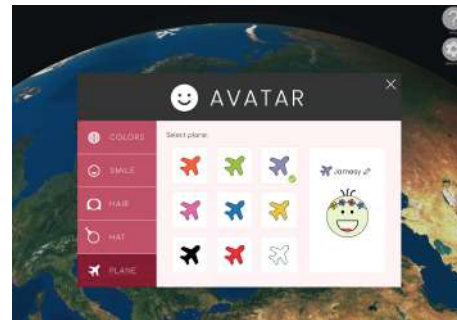 AVATAR
COLORS
Select plane:
SMILE
Jamesy
HAIR
HAT
PLANE